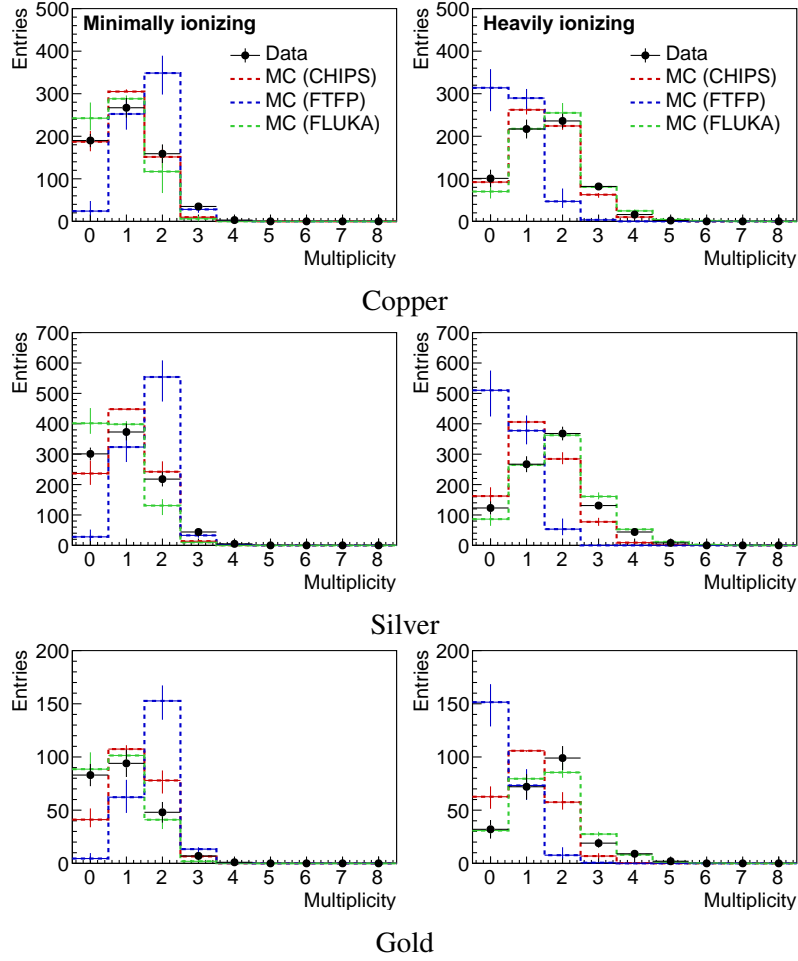 Entries
500
400
300
200
100
0
Minimally ionizing
Data
MC (CHIPS)
MC (FTFP)
MC (FLUKA)
0 1 2 3 4 5 6 7 8
Multiplicity
Entries
500
400
300
200
100
0
Heavily ionizing
Data
MC (CHIPS)
MC (FTFP)
MC (FLUKA)
0 1 2 3 4 5 6 7 8
Multiplicity
Copper
Entries
700
600
500
400
300
200
100
0
0 1 2 3 4 5 6 7 8
Multiplicity
Entries
700
600
500
400
300
200
100
0
0 1 2 3 4 5 6 7 8
Multiplicity
Silver
Entries
200
150
100
50
0
0 1 2 3 4 5 6 7 8
Multiplicity
Entries
200
150
100
50
0
0 1 2 3 4 5 6 7 8
Multiplicity
Gold